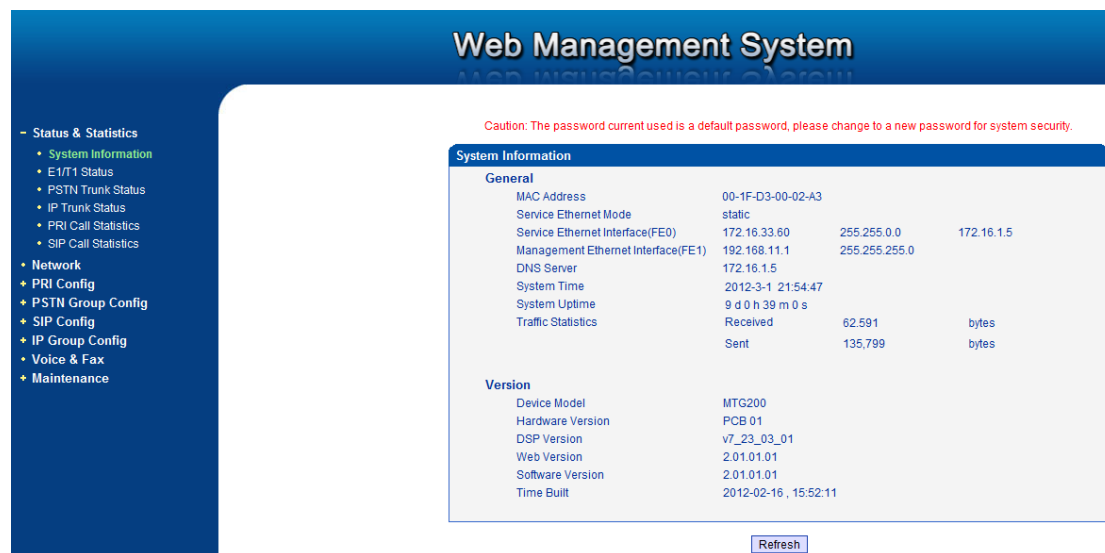 Web Management System
Caution: The password current used is a default password, please change to a new password for system security.
− Status & Statistics
• System Information
• E1/T1 Status
• PSTN Trunk Status
• IP Trunk Status
• PRI Call Statistics
• SIP Call Statistics
• Network
+ PRI Config
+ PSTN Group Config
+ SIP Config
+ IP Group Config
• Voice & Fax
+ Maintenance
System Information
General
MAC Address 00-1F-D3-00-02-A3
Service Ethernet Mode static
Service Ethernet Interface(FE0) 172.16.33.60 255.255.0.0 172.16.1.5
Management Ethernet Interface(FE1) 192.168.11.1 255.255.255.0
DNS Server 172.16.1.5
System Time 2012-3-1 21:54:47
System Uptime 9 d 0 h 39 m 0 s
Traffic Statistics Received 62.591 bytes
Sent 135,799 bytes
Version
Device Model MTG200
Hardware Version PCB 01
DSP Version v7_23_03_01
Web Version 2.01.01.01
Software Version 2.01.01.01
Time Built 2012-02-16 , 15:52:11
Refresh